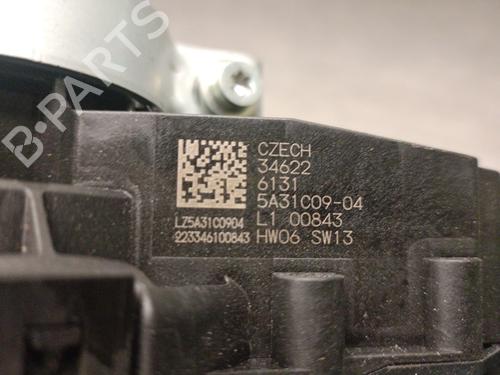 B-PARTS
CZECH
34622
6131
5A31C09-04
LZ5A31C0904
L1 00843
223346100843
HW06 SW13